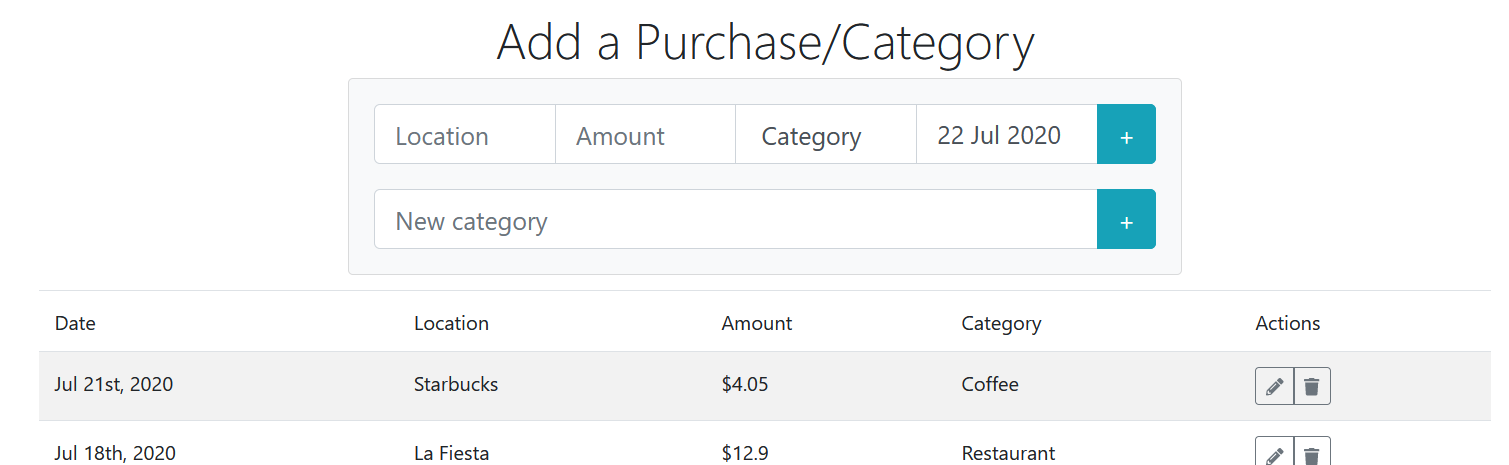 Add a Purchase/Category
Location Amount Category 22 Jul 2020 +
New category +
Date Location Amount Category Actions
Jul 21st, 2020 Starbucks $4.05 Coffee
Jul 18th, 2020 La Fiesta $12.9 Restaurant